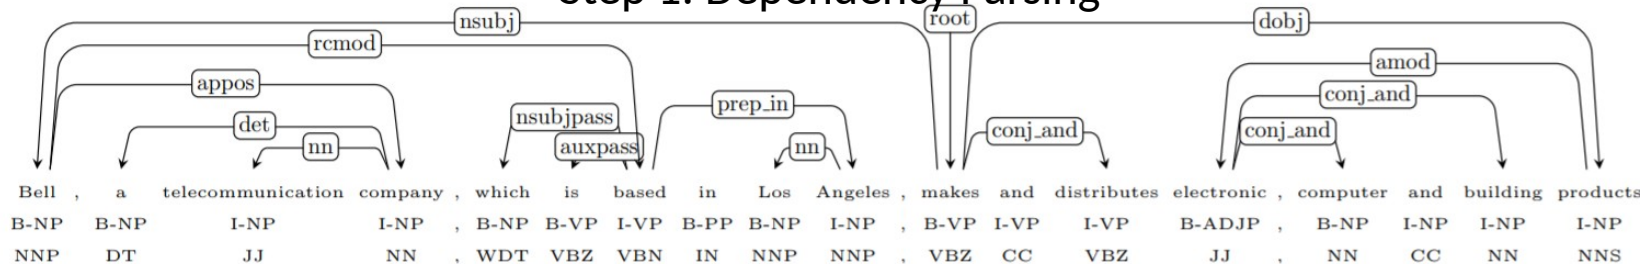 Step 1: Dependency Parsing
nsubj root dobj
rcmod amod
appos conj_and
prep_in
nsubjpass
det conj_and conj_and
nn auxpass nn
Bell , a telecommunication company , which is based in Los Angeles , makes and distributes electronic , computer and building products
B-NP B-NP I-NP I-NP , B-NP B-VP I-VP B-PP B-NP I-NP , B-VP I-VP I-VP B-ADJP , B-NP I-NP I-NP I-NP
NNP DT JJ NN , WDT VBZ VBN IN NNP NNP , VBZ CC VBZ JJ , NN CC NN NNS